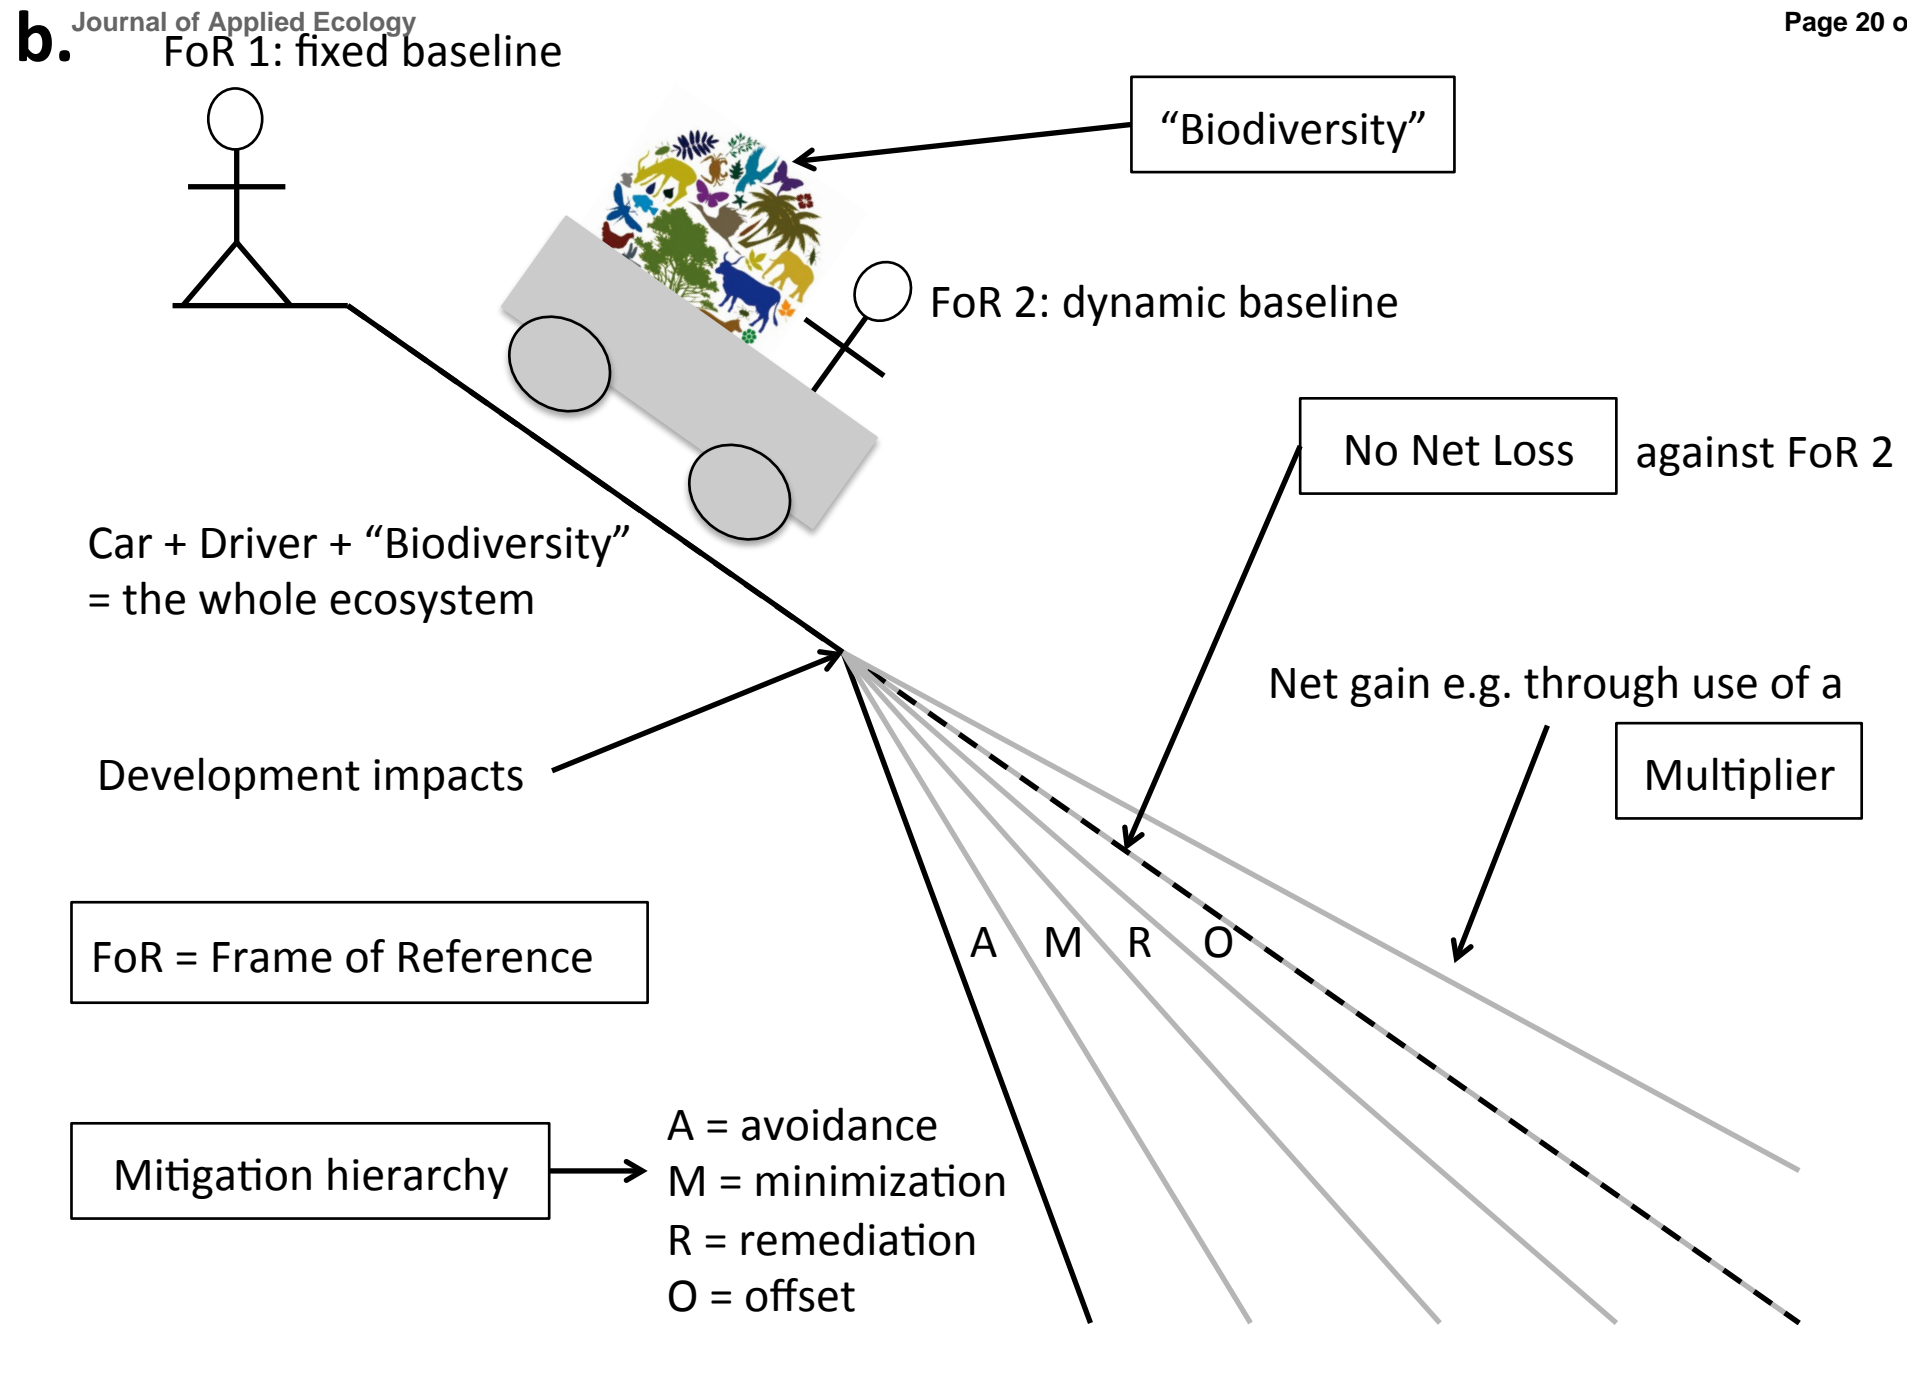 Journal of Applied Ecology
Page 20 o
b.
FoR 1: fixed baseline
“Biodiversity”
FoR 2: dynamic baseline
No Net Loss against FoR 2
Car + Driver + “Biodiversity”
= the whole ecosystem
Net gain e.g. through use of a
Multiplier
Development impacts
A M R O
FoR = Frame of Reference
Mitigation hierarchy
A = avoidance
M = minimization
R = remediation
O = offset